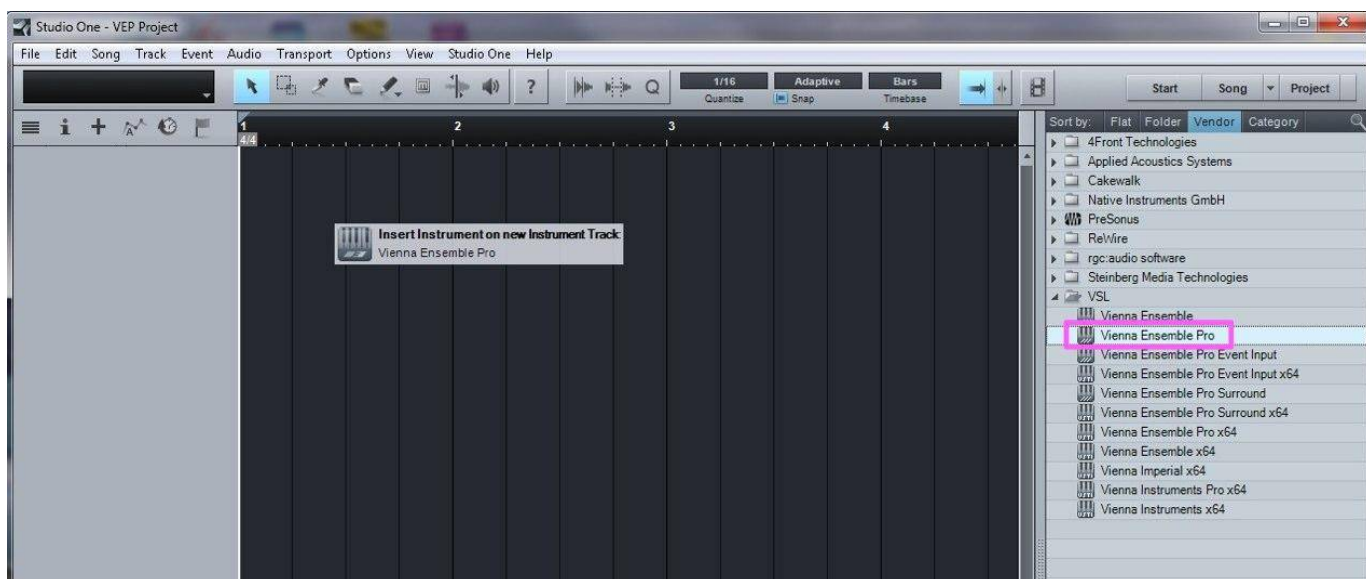 Studio One - VEP Project
File Edit Song Track Event Audio Transport Options View Studio One Help
? Q 1/16 Adaptive Bars Start Song Project
Quantize Snap Timebase
1 2 3 4
4/4
Sort by: Flat Folder Vendor Category
4Front Technologies
Applied Acoustics Systems
Cakewalk
Native Instruments GmbH
PreSonus
ReWire
rgc:audio software
Steinberg Media Technologies
VSL
Vienna Ensemble
Vienna Ensemble Pro
Vienna Ensemble Pro Event Input
Vienna Ensemble Pro Event Input x64
Vienna Ensemble Pro Surround
Vienna Ensemble Pro Surround x64
Vienna Ensemble Pro x64
Vienna Ensemble x64
Vienna Imperial x64
Vienna Instruments Pro x64
Vienna Instruments x64
Insert Instrument on new Instrument Track:
Vienna Ensemble Pro